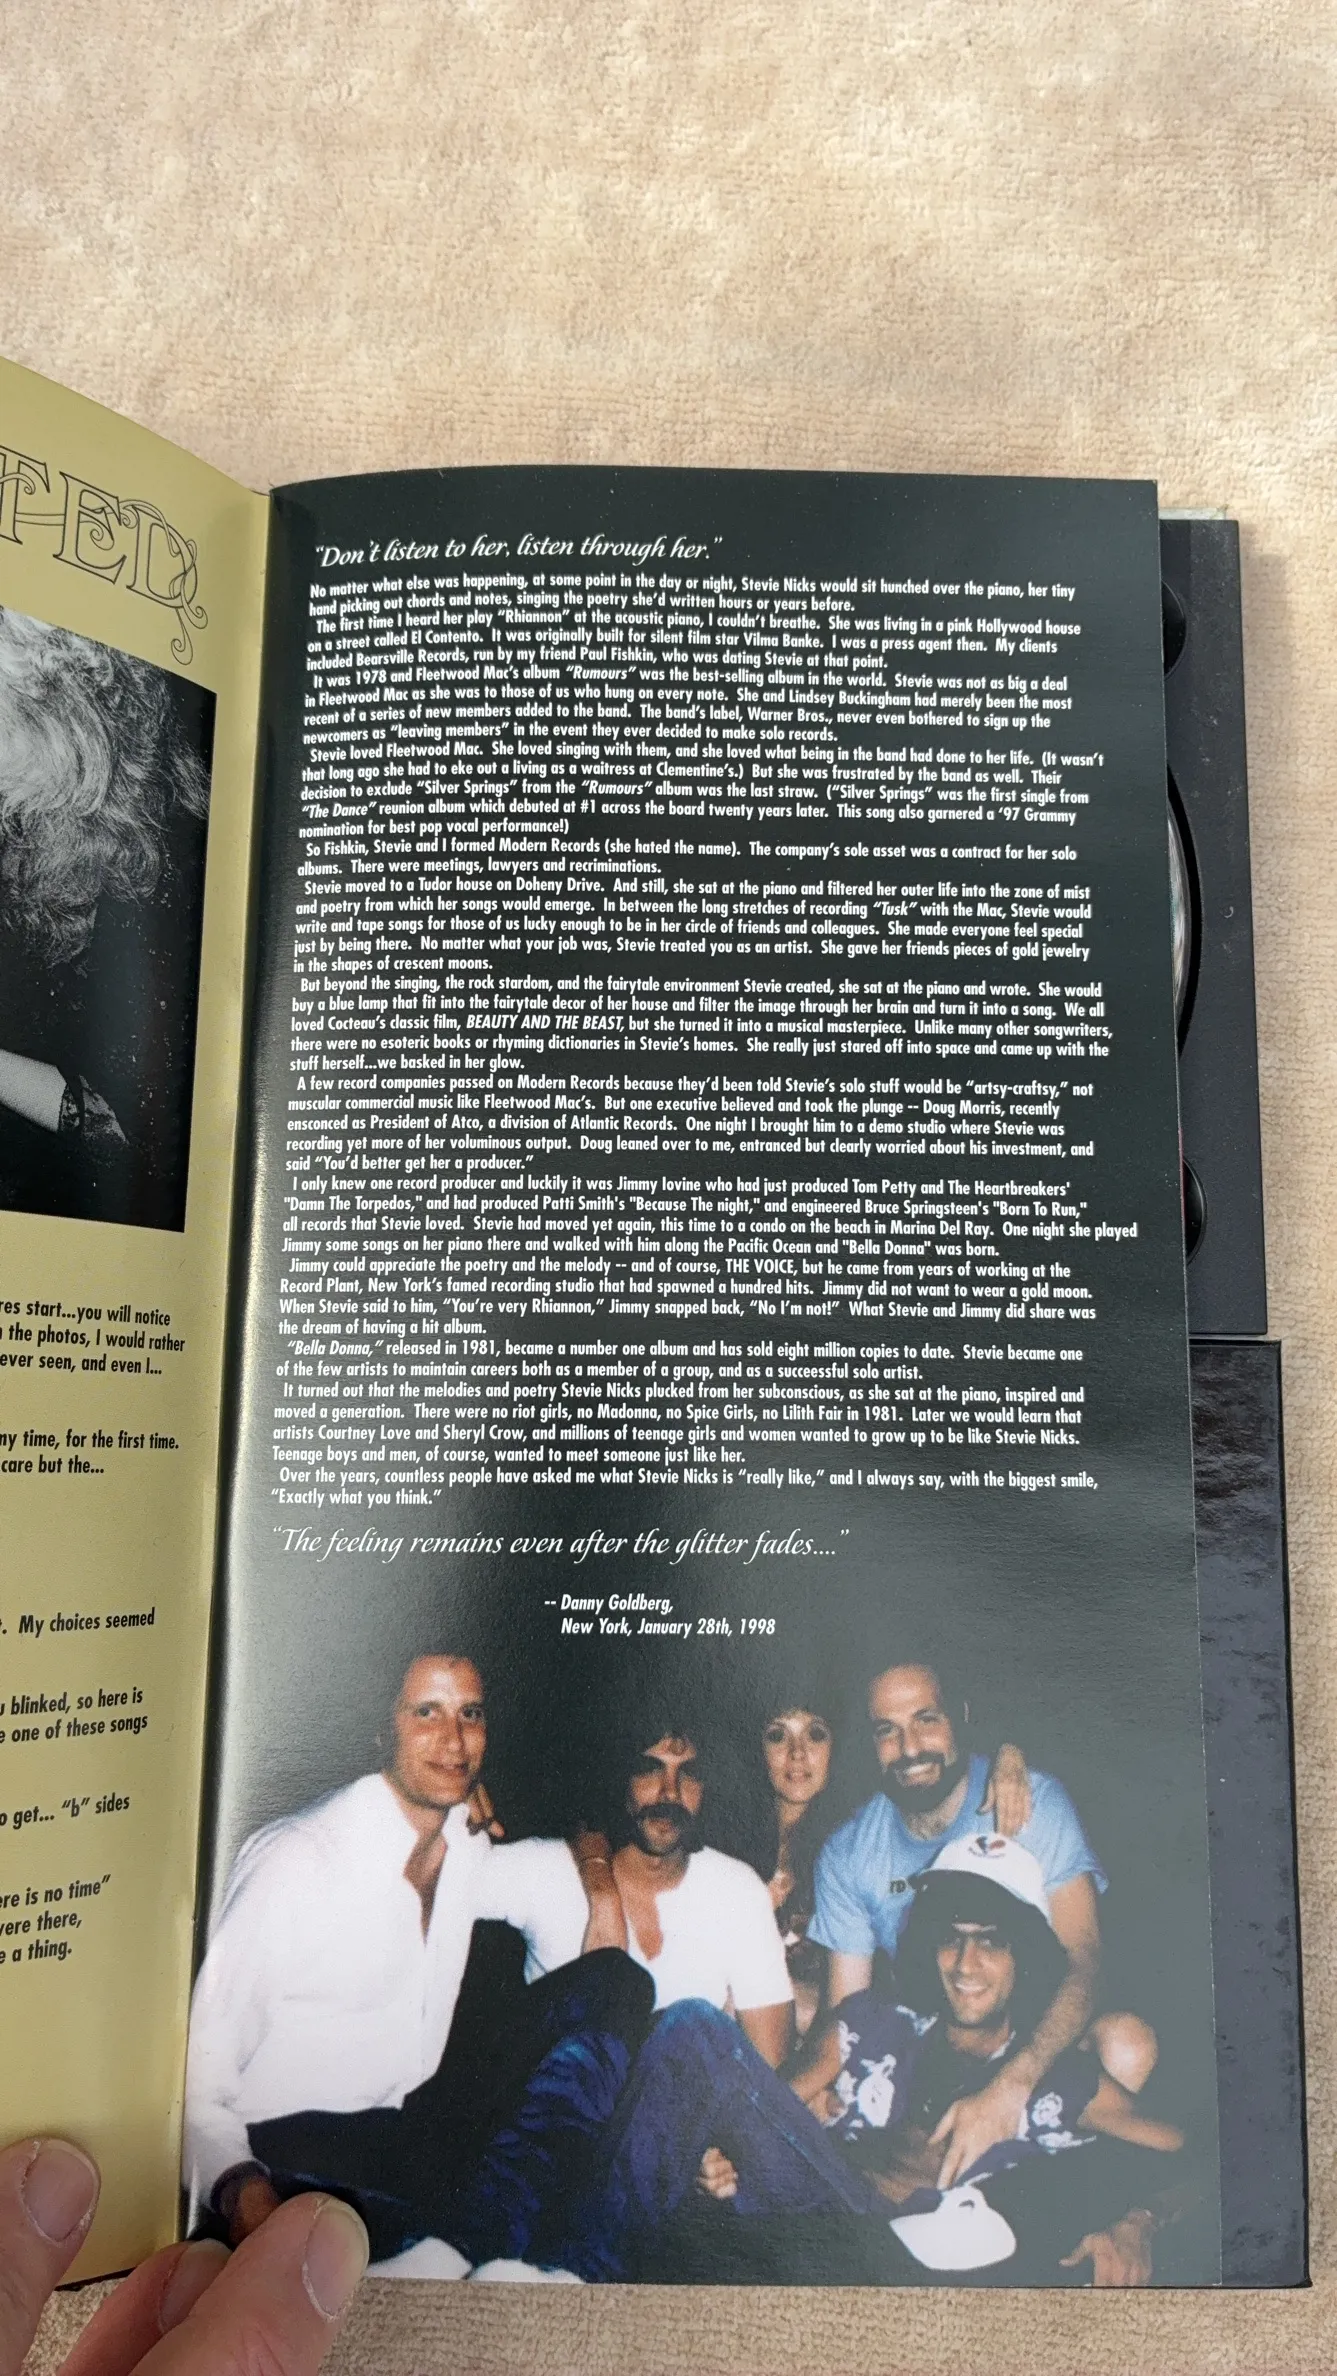 TED
res start...you will notice
the photos, I would rather
ever seen, and even I...
my time, for the first time.
care but the...
. My choices seemed
blinked, so here is
one of these songs
get... “b” sides
ere is no time”
were there,
a thing.
“Don't listen to her, listen through her.”
No matter what else was happening, at some point in the day or night, Stevie Nicks would sit hunched over the piano, her tiny
hand picking out chords and notes, singing the poetry she'd written hours or years before.
The first time I heard her play “Rhiannon” at the acoustic piano, I couldn't breathe. She was living in a pink Hollywood house
on a street called El Contento. It was originally built for silent film star Vilma Banke. I was a press agent then. My clients
included Bearsville Records, run by my friend Paul Fishkin, who was dating Stevie at that point.
It was 1978 and Fleetwood Mac's album “Rumours” was the best-selling album in the world. Stevie was not as big a deal
in Fleetwood Mac as she was to those of us who hung on every note. She and Lindsey Buckingham had merely been the most
recent of a series of new members added to the band. The band's label, Warner Bros., never even bothered to sign up the
newcomers as “leaving members” in the event they ever decided to make solo records.
Stevie loved Fleetwood Mac. She loved singing with them, and she loved what being in the band had done to her life. (It wasn't
that long ago she had to eke out a living as a waitress at Clementine's.) But she was frustrated by the band as well. Their
decision to exclude “Silver Springs” from the “Rumours” album was the last straw. (“Silver Springs” was the first single from
“The Dance” reunion album which debuted at #1 across the board twenty years later. This song also garnered a ‘97 Grammy
nomination for best pop vocal performance!)
So Fishkin, Stevie and I formed Modern Records (she hated the name). The company's sole asset was a contract for her solo
albums. There were meetings, lawyers and recriminations.
Stevie moved to a Tudor house on Doheny Drive. And still, she sat at the piano and filtered her outer life into the zone of mist
and poetry from which her songs would emerge. In between the long stretches of recording “Tusk” with the Mac, Stevie would
write and tape songs for those of us lucky enough to be in her circle of friends and colleagues. She made everyone feel special
just by being there. No matter what your job was, Stevie treated you as an artist. She gave her friends pieces of gold jewelry
in the shapes of crescent moons.
But beyond the singing, the rock stardom, and the fairytale environment Stevie created, she sat at the piano and wrote. She would
buy a blue lamp that fit into the fairytale decor of her house and filter the image through her brain and turn it into a song. We all
loved Cocteau's classic film, BEAUTY AND THE BEAST, but she turned it into a musical masterpiece. Unlike many other songwriters,
there were no esoteric books or rhyming dictionaries in Stevie's homes. She really just stared off into space and came up with the
stuff herself...we basked in her glow.
A few record companies passed on Modern Records because they'd been told Stevie's solo stuff would be “artsy-craftsy,” not
muscular commercial music like Fleetwood Mac's. But one executive believed and took the plunge -- Doug Morris, recently
ensconced as President of Atco, a division of Atlantic Records. One night I brought him to a demo studio where Stevie was
recording yet more of her voluminous output. Doug leaned over to me, entranced but clearly worried about his investment, and
said “You'd better get her a producer.”
I only knew one record producer and luckily it was Jimmy Iovine who had just produced Tom Petty and The Heartbreakers'
"Damn The Torpedos," and had produced Patti Smith's "Because The night," and engineered Bruce Springsteen's "Born To Run,"
all records that Stevie loved. Stevie had moved yet again, this time to a condo on the beach in Marina Del Ray. One night she played
Jimmy some songs on her piano there and walked with him along the Pacific Ocean and "Bella Donna" was born.
Jimmy could appreciate the poetry and the melody -- and of course, THE VOICE, but he came from years of working at the
Record Plant, New York's famed recording studio that had spawned a hundred hits. Jimmy did not want to wear a gold moon.
When Stevie said to him, “You're very Rhiannon,” Jimmy snapped back, “No I'm not!” What Stevie and Jimmy did share was
the dream of having a hit album.
“Bella Donna,” released in 1981, became a number one album and has sold eight million copies to date. Stevie became one
of the few artists to maintain careers both as a member of a group, and as a succeessful solo artist.
It turned out that the melodies and poetry Stevie Nicks plucked from her subconscious, as she sat at the piano, inspired and
moved a generation. There were no riot girls, no Madonna, no Spice Girls, no Lilith Fair in 1981. Later we would learn that
artists Courtney Love and Sheryl Crow, and millions of teenage girls and women wanted to grow up to be like Stevie Nicks.
Teenage boys and men, of course, wanted to meet someone just like her.
Over the years, countless people have asked me what Stevie Nicks is “really like,” and I always say, with the biggest smile,
“Exactly what you think.”
“The feeling remains even after the glitter fades....”
-- Danny Goldberg,
New York, January 28th, 1998